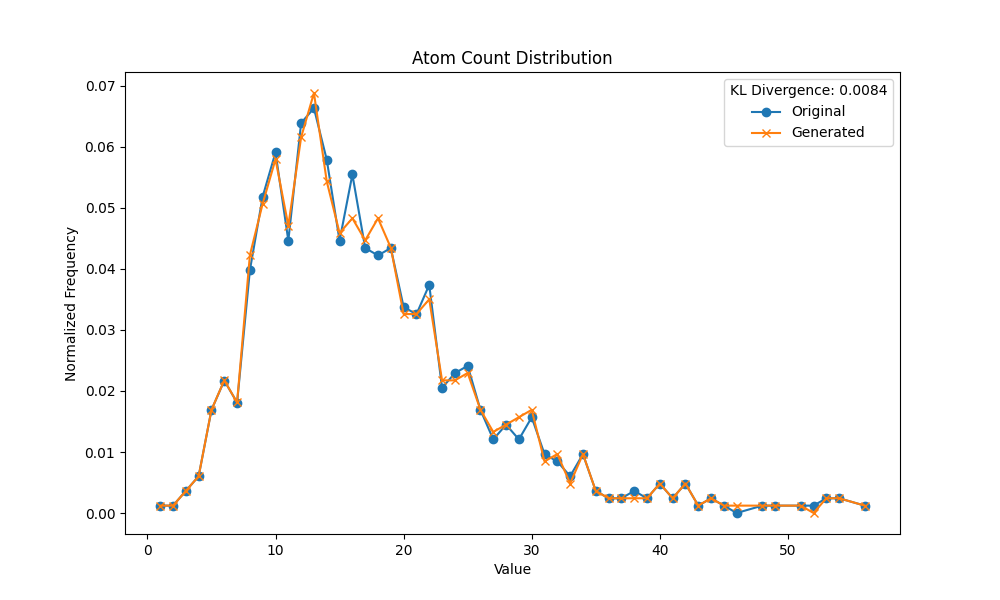 Atom Count Distribution
KL Divergence: 0.0084
Original
Generated
0.07
0.06
0.05
0.04
0.03
0.02
0.01
0.00
Normalized Frequency
0 10 20 30 40 50
Value